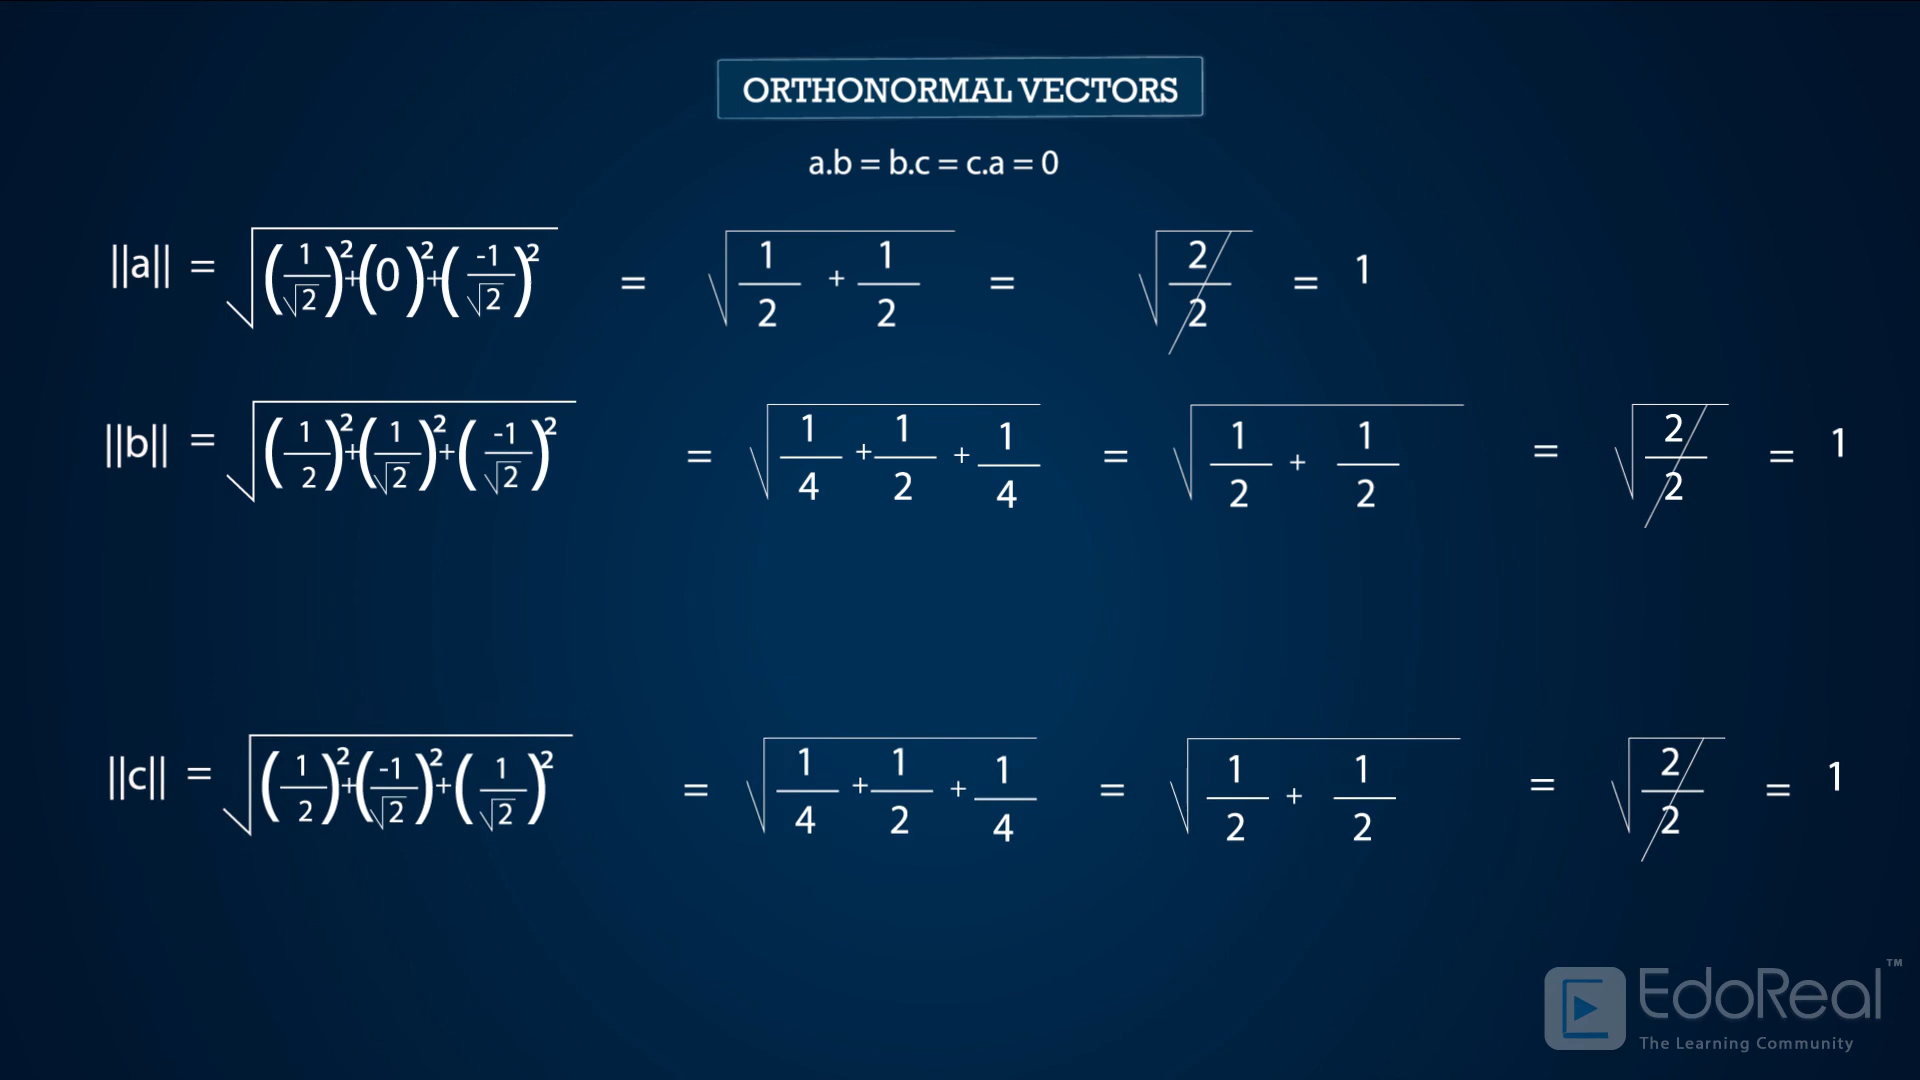 ORTHONORMAL VECTORS
a.b = b.c = c.a = 0
||a|| = √((1/√2)²+(0)²+(-1/√2)²) = √(1/2 + 1/2) = √(2/2) = 1
||b|| = √((1/2)²+(1/√2)²+(-1/√2)²) = √(1/4 + 1/2 + 1/4) = √(1/2 + 1/2) = √(2/2) = 1
||c|| = √((1/2)²+(-1/√2)²+(1/√2)²) = √(1/4 + 1/2 + 1/4) = √(1/2 + 1/2) = √(2/2) = 1
EdoReal™
The Learning Community